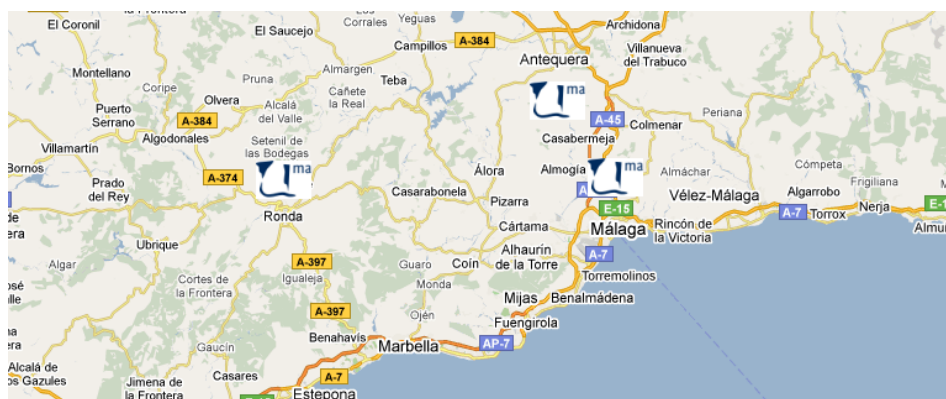 la Frontera
El Coronil
El Saucejo
Los
Corrales
Yeguas
Campillos
A-384
Archidona
Antequera
Villanueva
del Trabuco
Montellano
Coripe
Pruna
Almargen
Teba
Cañete
la Real
ma
Olvera
Alcalá
del Valle
Puerto
Serrano
A-384
Algodonales
Setenil de
las Bodegas
A-45
Colmenar
Periana
Casabermeja
Villamartín
Bornos
Prado
del Rey
A-374
ma
Ronda
Casarabonela
Álora
Pizarra
Almogía
ma
Almáchar
Vélez-Málaga
Cómpeta
Frigiliana
Algarrobo
Nerja
Torrox
A-7
E-15
Málaga
Rincón de
la Victoria
Almu
Ubrique
Cártama
Algar
A-397
Igualeja
Guaro
Coín
Alhaurín
de la Torre
A-7
Torremolinos
Cortes de
la Frontera
Monda
Mijas
Benalmádena
A-397
Ojén
Fuengirola
Benahavís
Marbella
AP-7
Gaucín
Alcalá de
los Gazules
Jimena de
la Frontera
Casares
A-7
Estepona